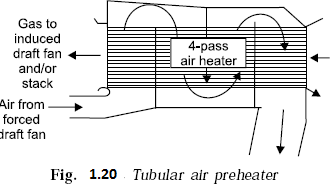 Gas to
induced
draft fan
and/or
stack
4-pass
air heater
Air from
forced
draft fan
Fig. 1.20 Tubular air preheater